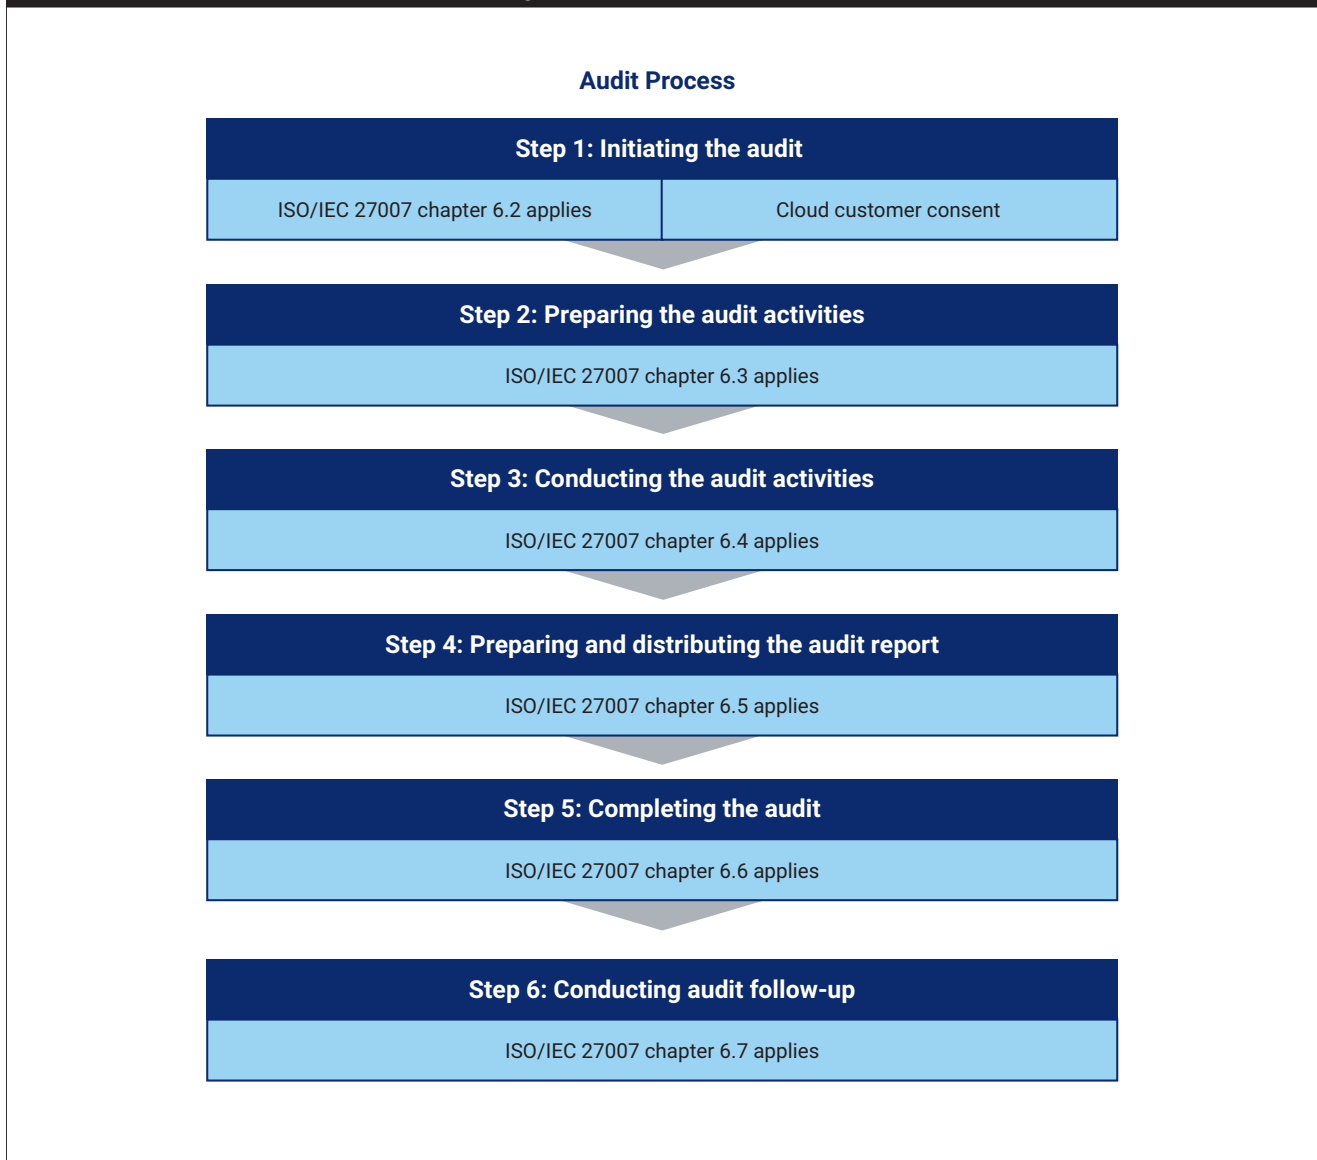 Audit Process
Step 1: Initiating the audit
ISO/IEC 27007 chapter 6.2 applies
Cloud customer consent
Step 2: Preparing the audit activities
ISO/IEC 27007 chapter 6.3 applies
Step 3: Conducting the audit activities
ISO/IEC 27007 chapter 6.4 applies
Step 4: Preparing and distributing the audit report
ISO/IEC 27007 chapter 6.5 applies
Step 5: Completing the audit
ISO/IEC 27007 chapter 6.6 applies
Step 6: Conducting audit follow-up
ISO/IEC 27007 chapter 6.7 applies